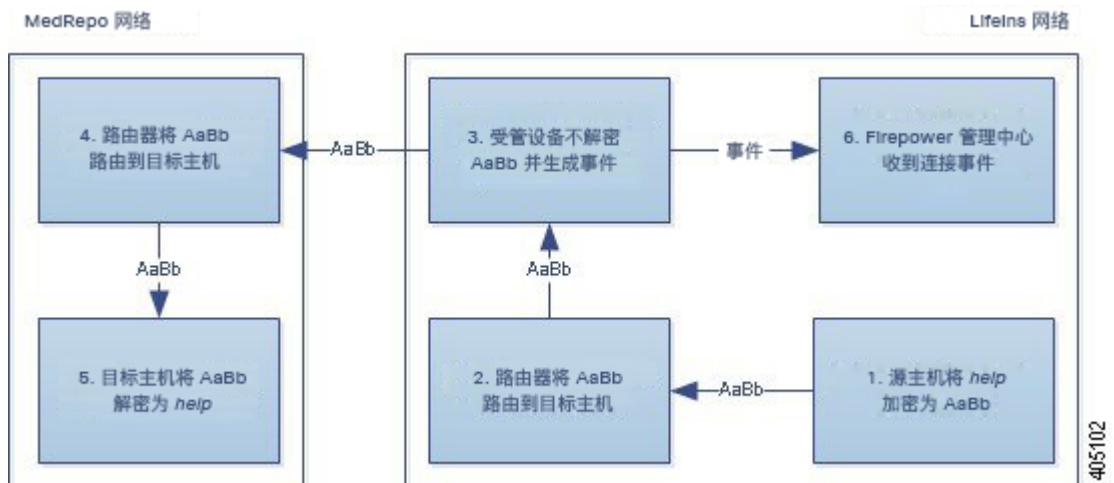 MedRepo 网络
LifeIns 网络
4. 路由器将 AaBb
路由到目标主机
AaBb
3. 受管设备不解密
AaBb 并生成事件
事件
6. Firepower 管理中心
收到连接事件
AaBb
AaBb
5. 目标主机将 AaBb
解密为 help
2. 路由器将 AaBb
路由到目标主机
AaBb
1. 源主机将 help
加密为 AaBb
405102